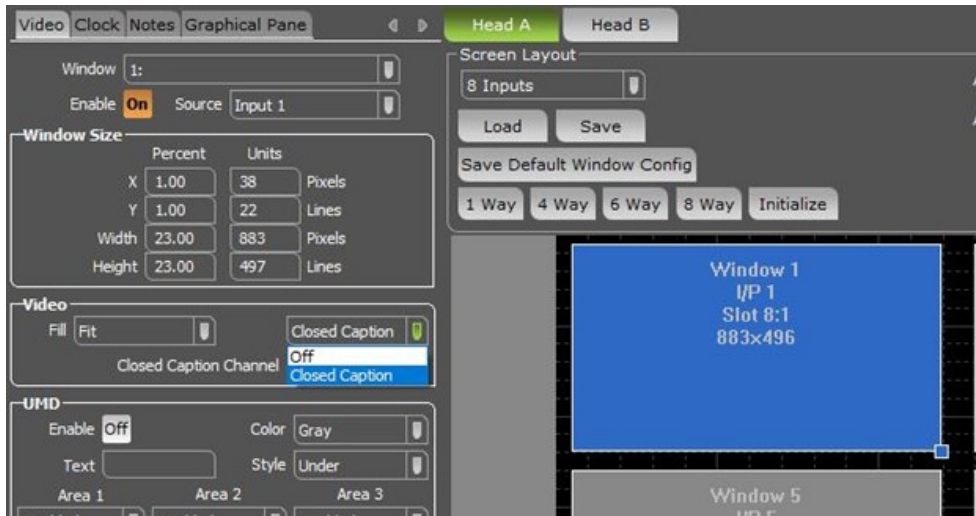 Video Clock Notes Graphical Pane
Window 1:
Enable On Source Input 1
Window Size
Percent Units
X 1.00 38 Pixels
Y 1.00 22 Lines
Width 23.00 883 Pixels
Height 23.00 497 Lines
Video
Fill Fit Closed Caption
Off
Closed Caption Channel Closed Caption
UMD
Enable Off Color Gray
Text Style Under
Area 1 Area 2 Area 3
Head A Head B
Screen Layout
8 Inputs
Load Save
Save Default Window Config
1 Way 4 Way 6 Way 8 Way Initialize
Window 1
I/P 1
Slot 8:1
883x496
Window 5